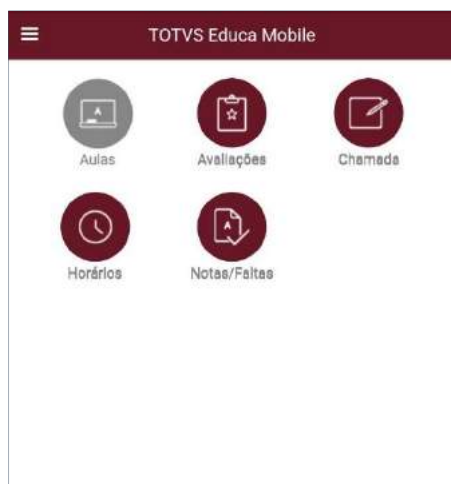 TOTVS Educa Mobile
A
Aulas
Avaliações
Chamada
Horários
A
Notas/Faltas